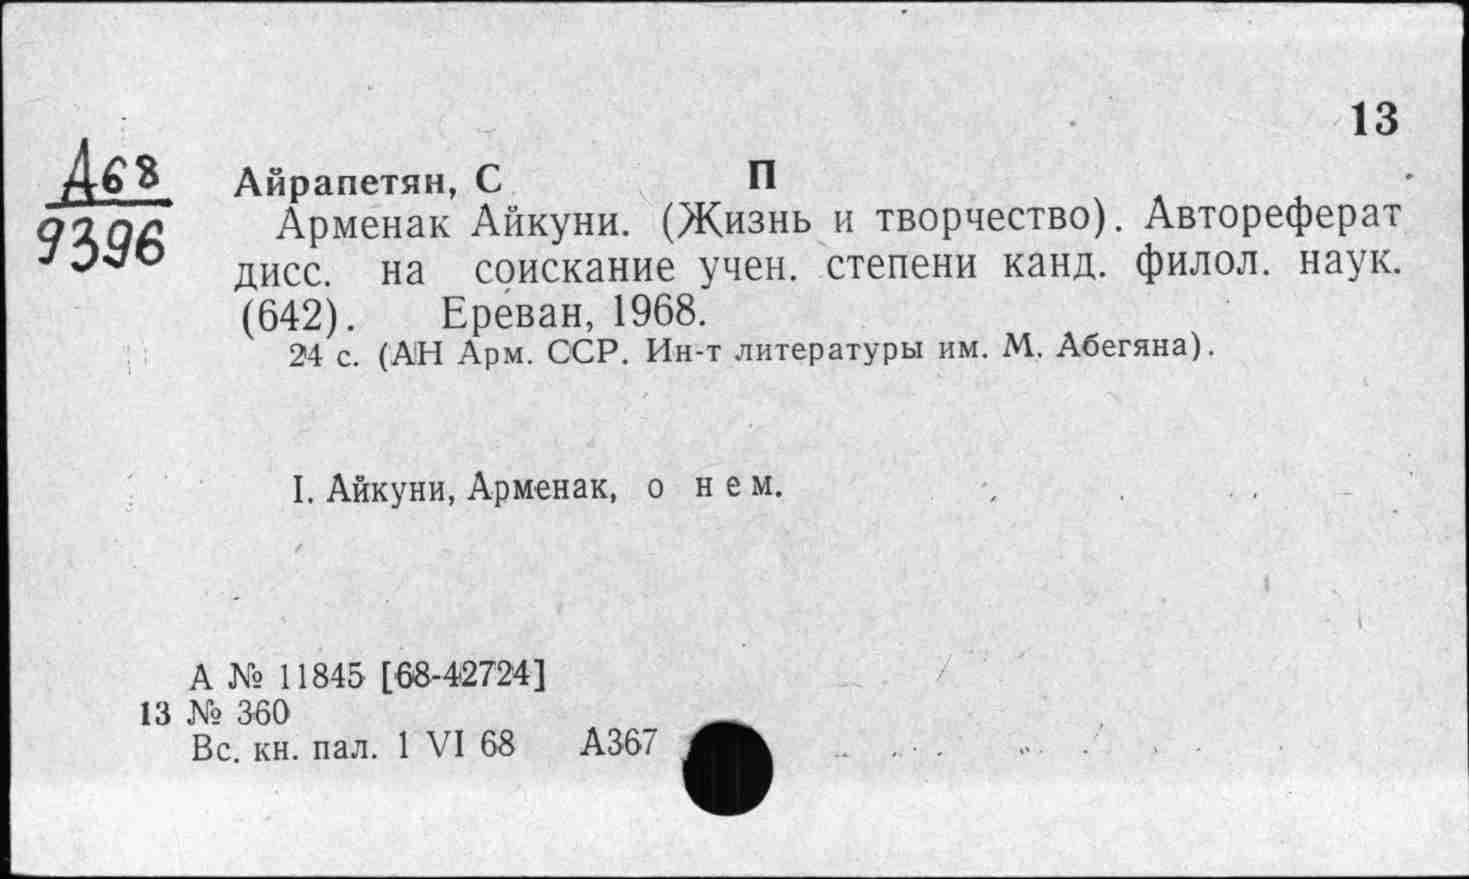 13
А68
9396
Айрапетян, С П
Арменак Айкуни. (Жизнь и творчество). Автореферат
дисс. на соискание учен. степени канд. филол. наук.
(642). Ереван, 1968.
24 с. (АН Арм. ССР. Ин-т литературы им. М. Абегяна).
I. Айкуни, Арменак, о нем.
А № 11845 [68-42724]
13 № 360
Вс. кн. пал. 1 VI 68 А367